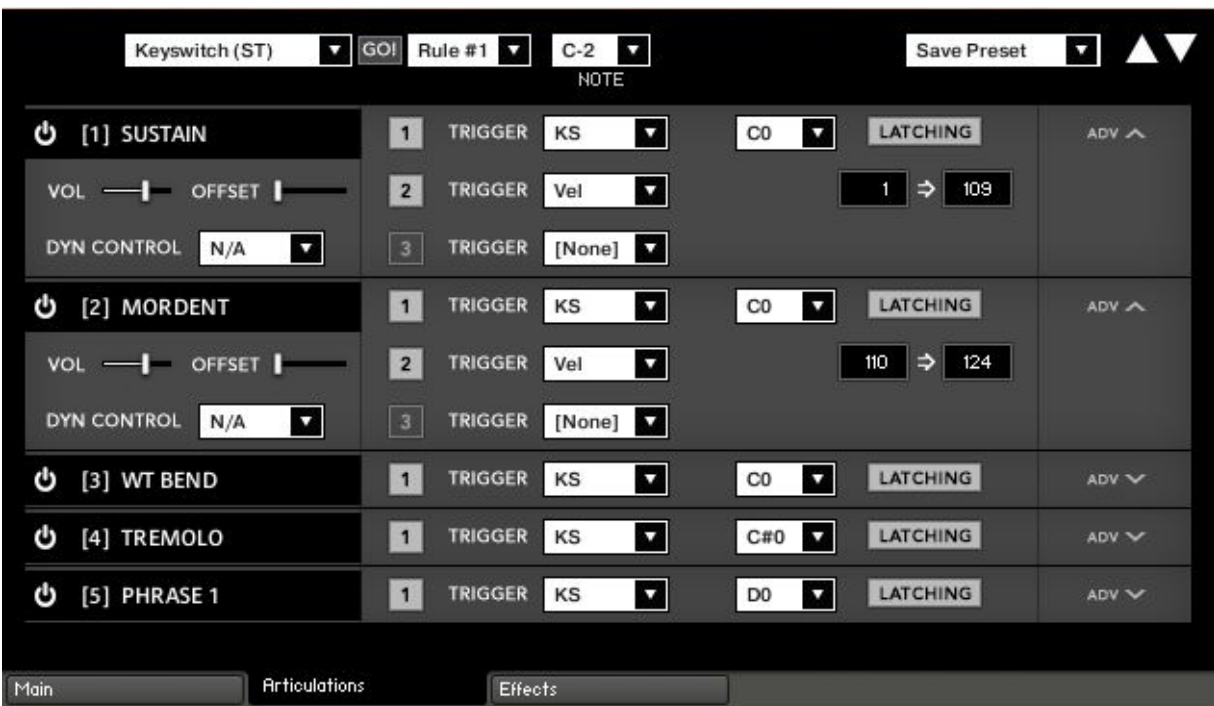 Keyswitch (ST) GO! Rule #1 C-2 Save Preset
NOTE
[1] SUSTAIN 1 TRIGGER KS C0 LATCHING ADV
VOL OFFSET 2 TRIGGER Vel 1 109
DYN CONTROL N/A 3 TRIGGER [None]
[2] MORDENT 1 TRIGGER KS C0 LATCHING ADV
VOL OFFSET 2 TRIGGER Vel 110 124
DYN CONTROL N/A 3 TRIGGER [None]
[3] WT BEND 1 TRIGGER KS C0 LATCHING ADV
[4] TREMOLO 1 TRIGGER KS C#0 LATCHING ADV
[5] PHRASE 1 1 TRIGGER KS D0 LATCHING ADV
Main Articulations Effects